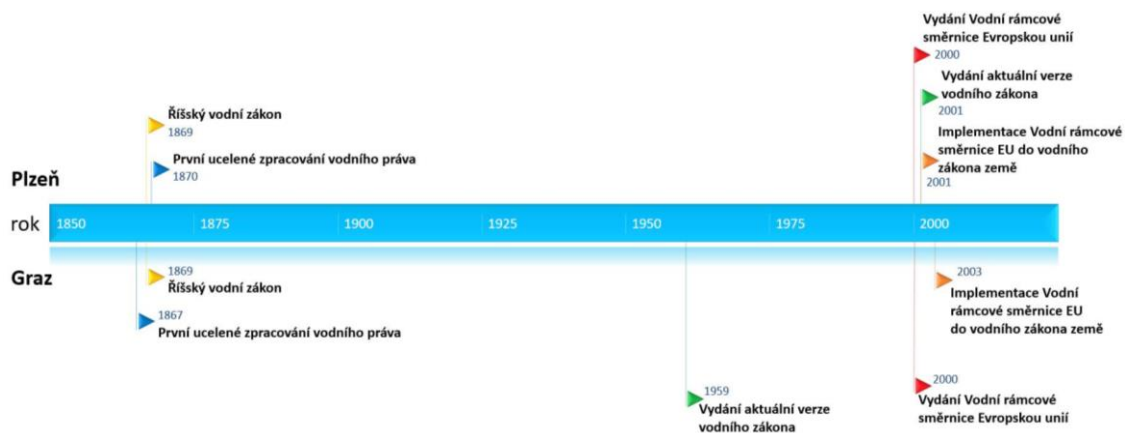 Vydání Vodní rámcové
směrnice Evropskou unií
2000
Vydání aktuální verze
vodního zákona
2001
Říšský vodní zákon
1869
Implementace Vodní rámcové
směrnice EU do vodního
zákona země
2001
První ucelené zpracování vodního práva
1870
Plzeň
rok 1850 1875 1900 1925 1950 1975 2000
Graz
1869
Říšský vodní zákon
2003
Implementace Vodní
rámcové směrnice EU
do vodního zákona země
1867
První ucelené zpracování vodního práva
1959
Vydání aktuální verze
vodního zákona
2000
Vydání Vodní rámcové
směrnice Evropskou unií